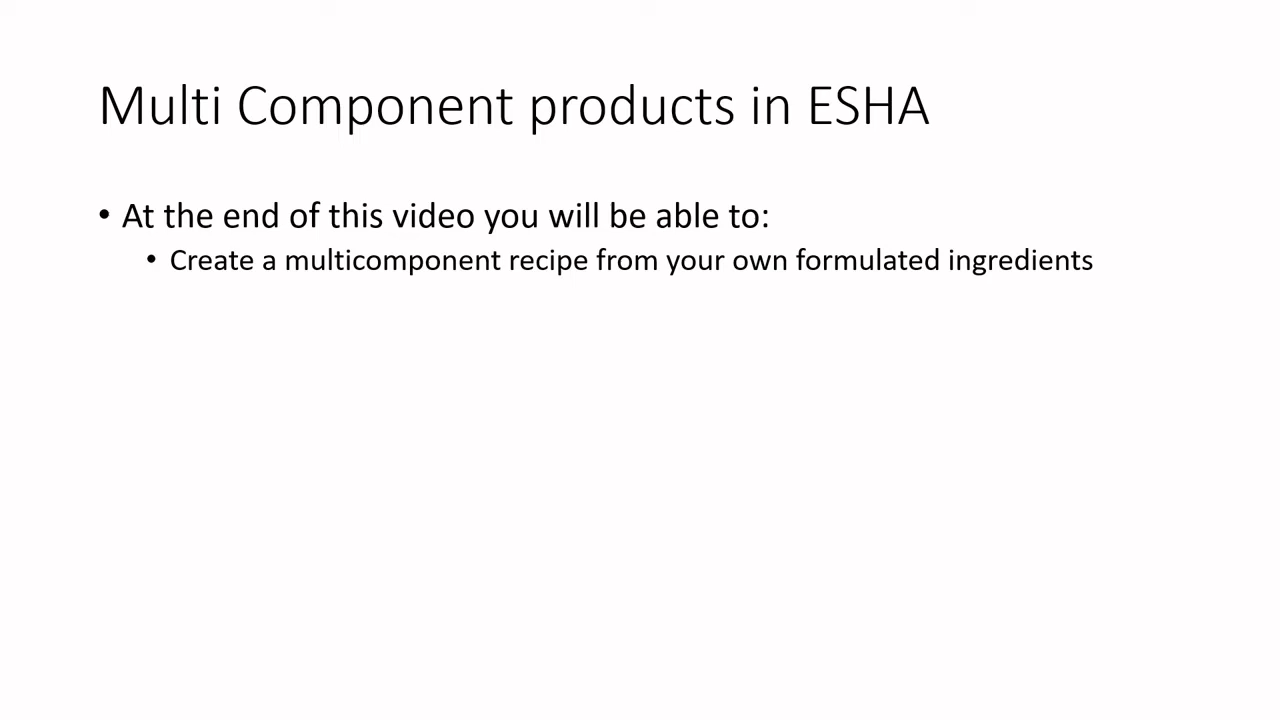 Multi Component products in ESHA
• At the end of this video you will be able to:
• Create a multicomponent recipe from your own formulated ingredients